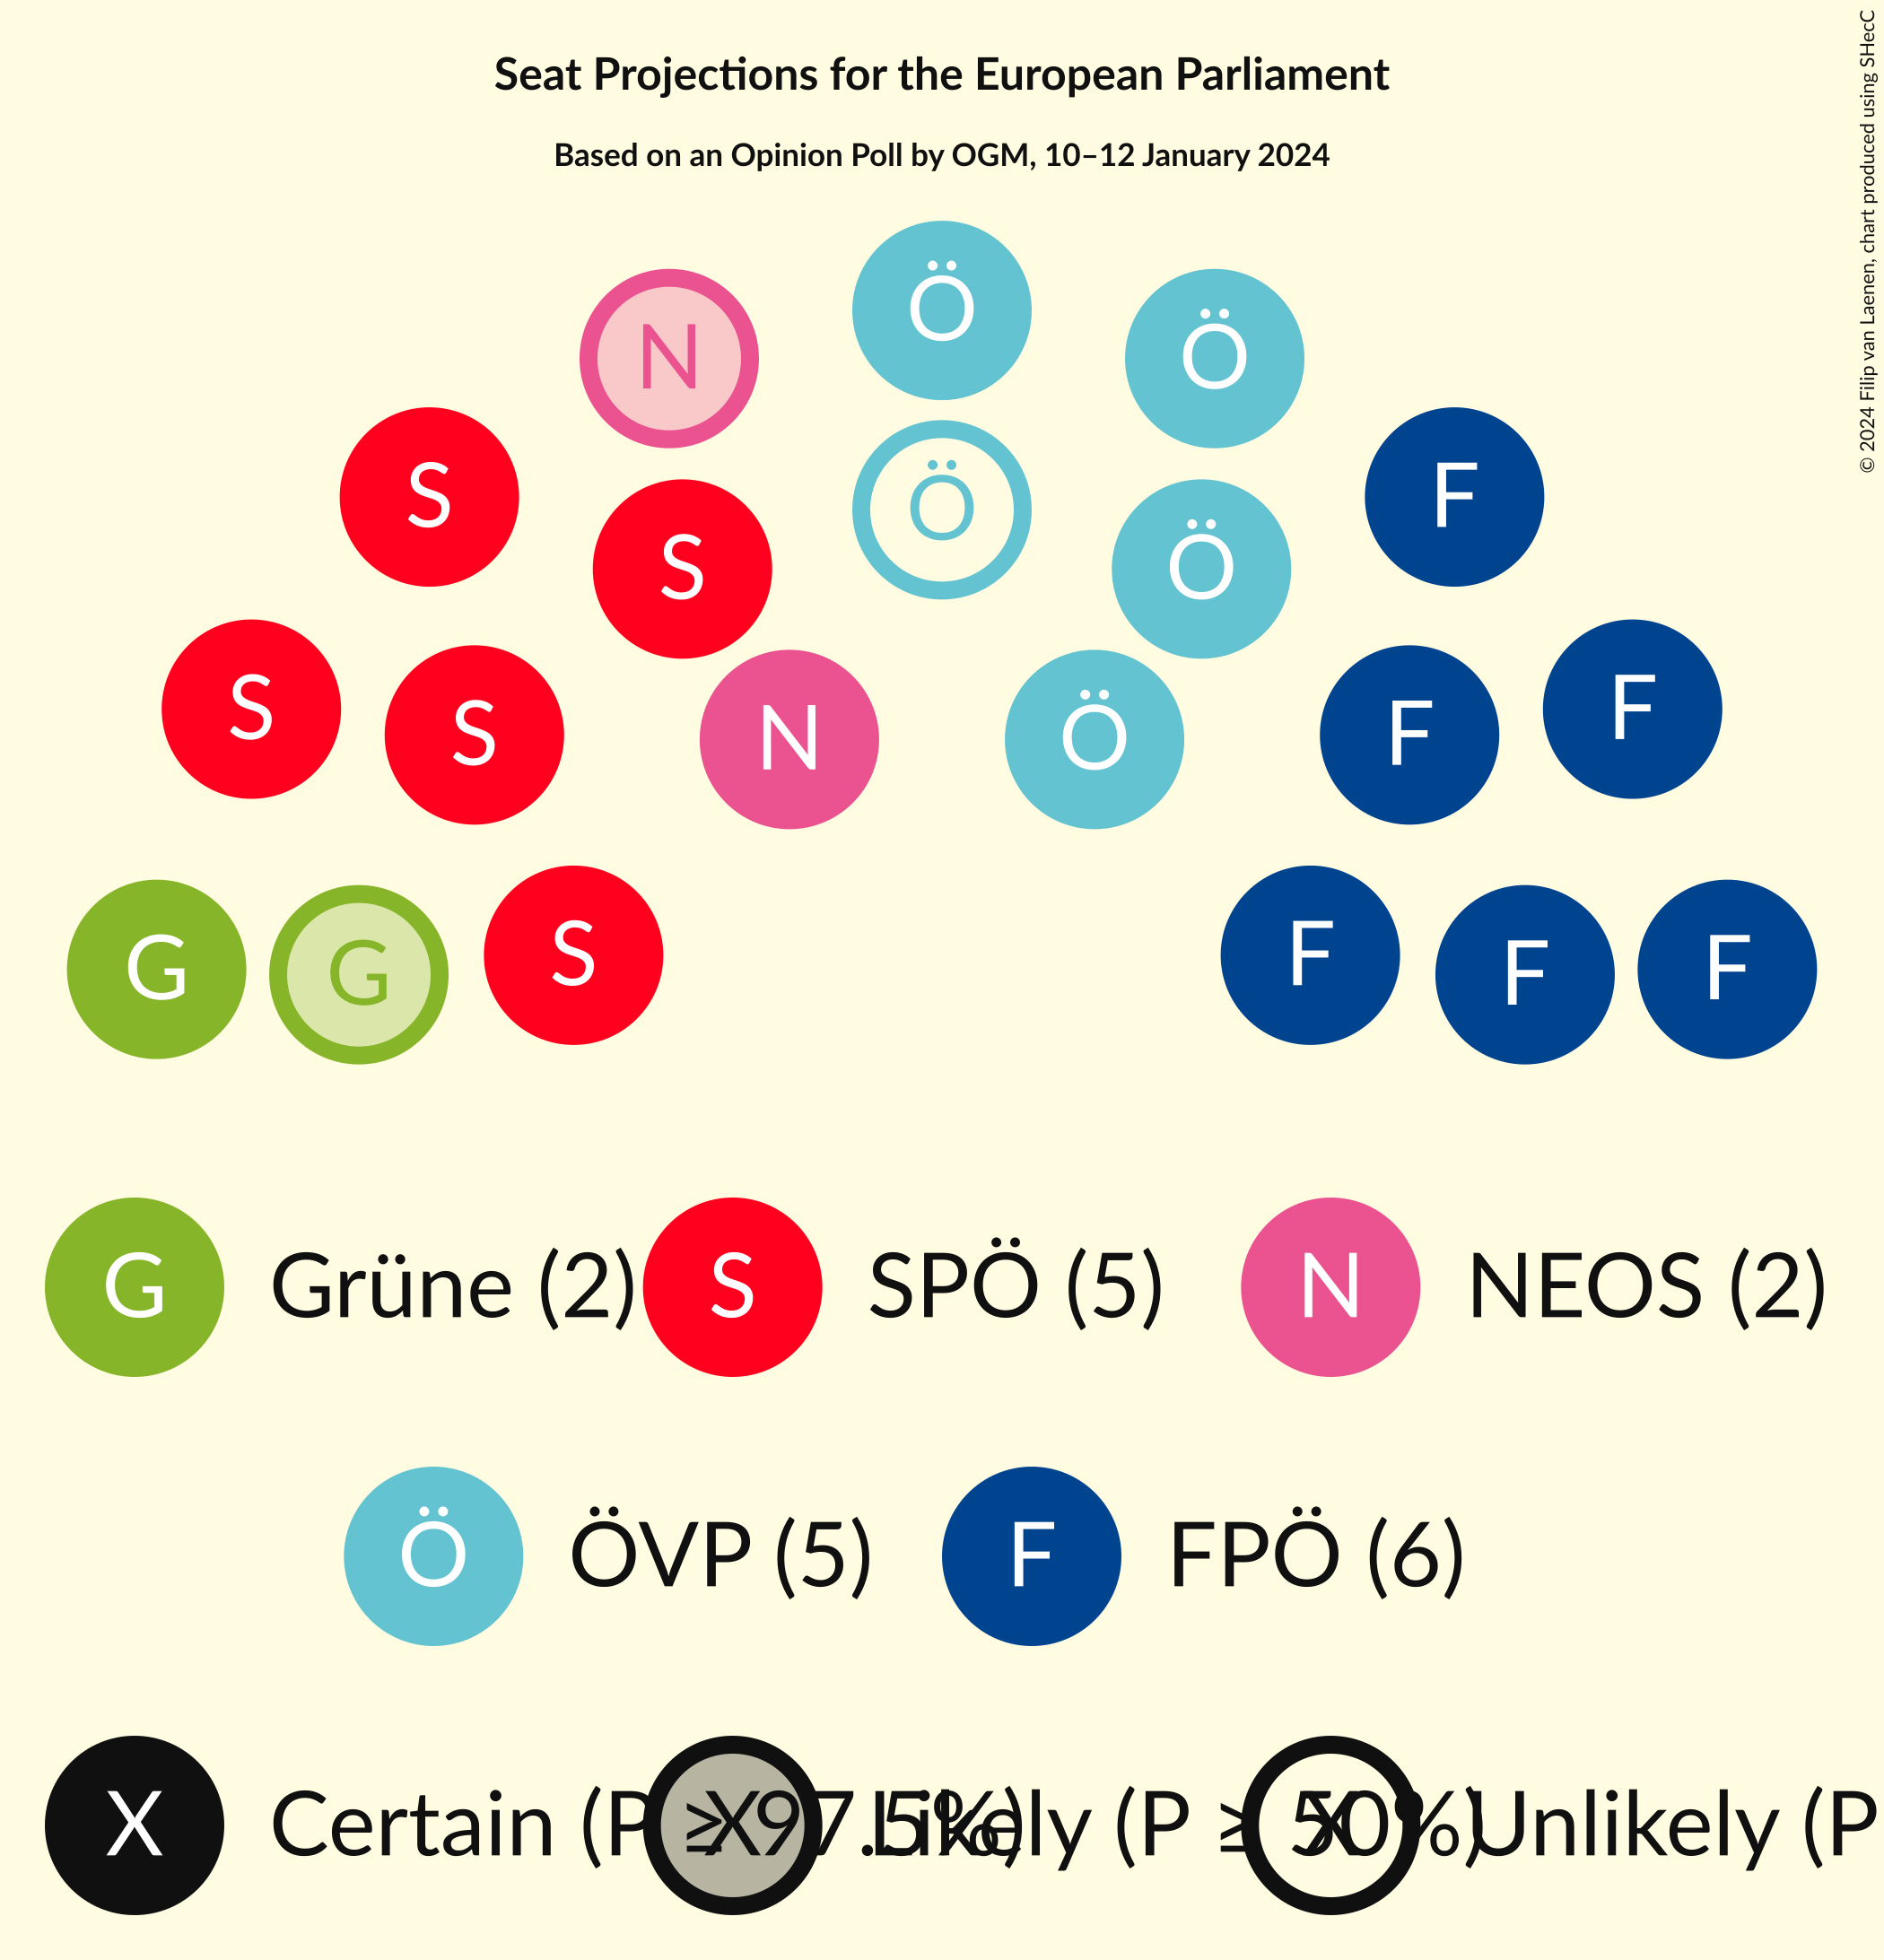 Seat Projections for the European Parliament
Based on an Opinion Poll by OGM, 10–12 January 2024
© 2024 Filip van Laenen, chart produced using SHecC
Ö
N Ö
Ö
S F
S Ö
S F
S F
N Ö
G S F F
G F
G Grüne (2) S SPÖ (5) N NEOS (2)
Ö ÖVP (5) F FPÖ (6)
X Certain (P ≥ 97.5%) X Likely (P ≥ 50%) X Unlikely (P